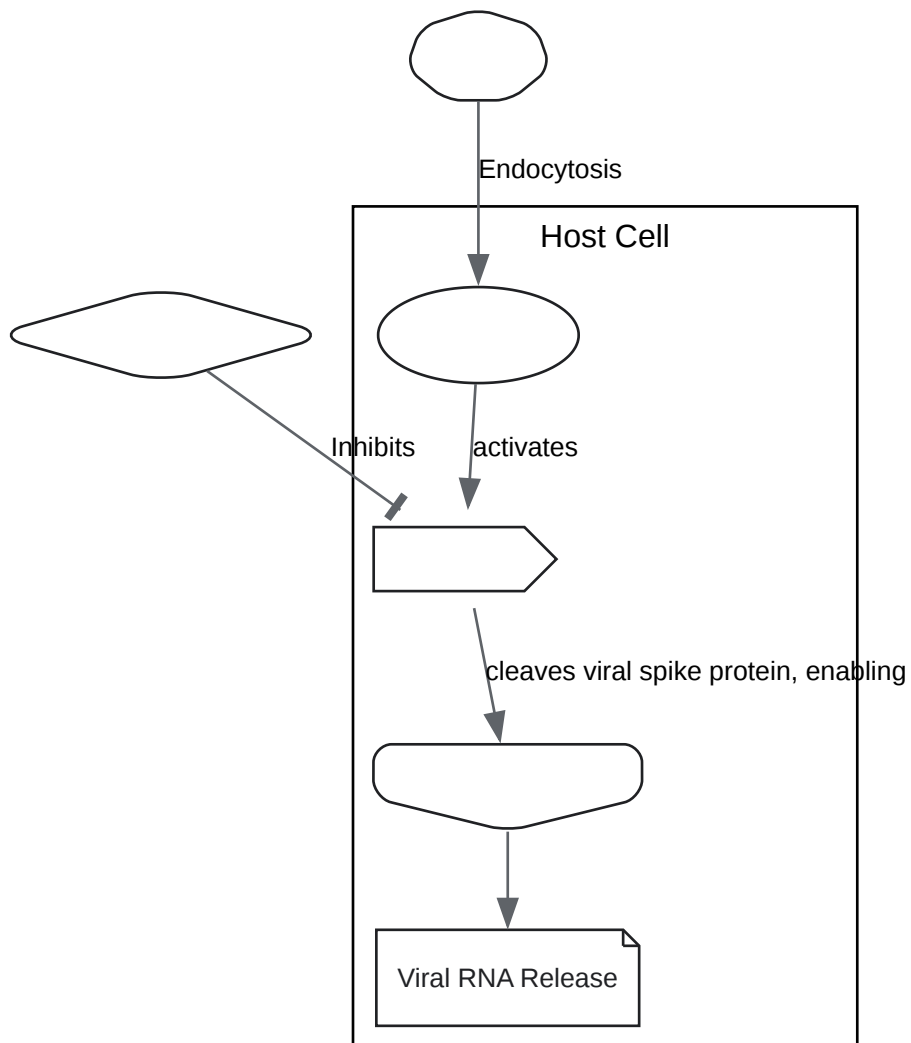 Endocytosis
Host Cell
Inhibits
activates
cleaves viral spike protein, enabling
Viral RNA Release